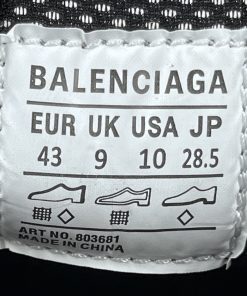 BALENCIAGA
EUR UK USA JP
43 9 10 28.5
ART NO. 803681
MADE IN CHINA